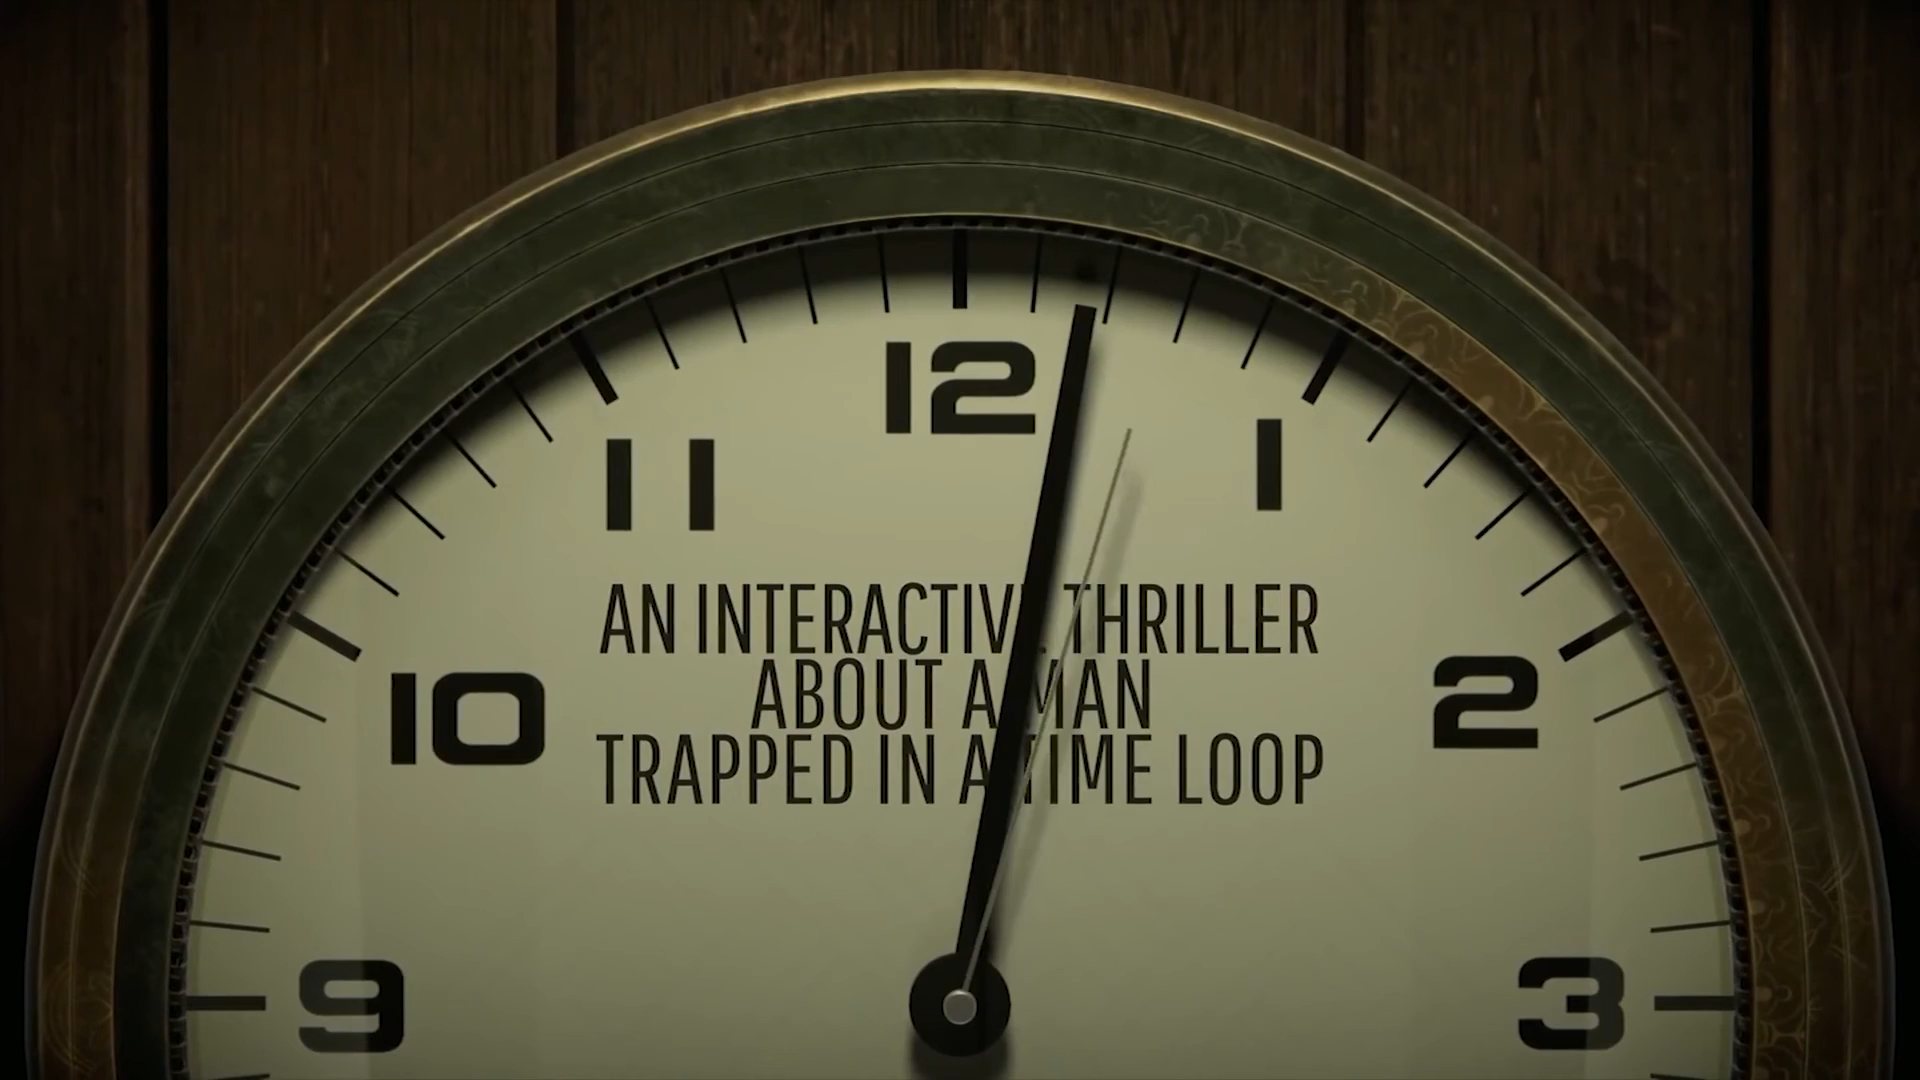 12
11
1
AN INTERACTIVE THRILLER
ABOUT A MAN
TRAPPED IN A TIME LOOP
10
2
9
3